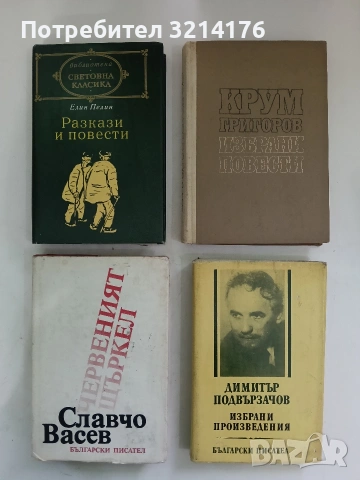 Потребител 3214176
библиотека
СВЕТОВНА
КЛАСИКА
Елин Пелин
Разкази
и повести
КРУМ
ГРИГОРОВ
ИЗБРАНИ
ПОВЕСТИ
ЧЕРВЕНИЯТ
ЩЪРКЕЛ
Славчо
Васев
БЪЛГАРСКИ ПИСАТЕЛ
ДИМИТЪР
ПОДВЪРЗАЧОВ
ИЗБРАНИ
ПРОИЗВЕДЕНИЯ
БЪЛГАРСКИ ПИСАТЕЛ
BAZAR